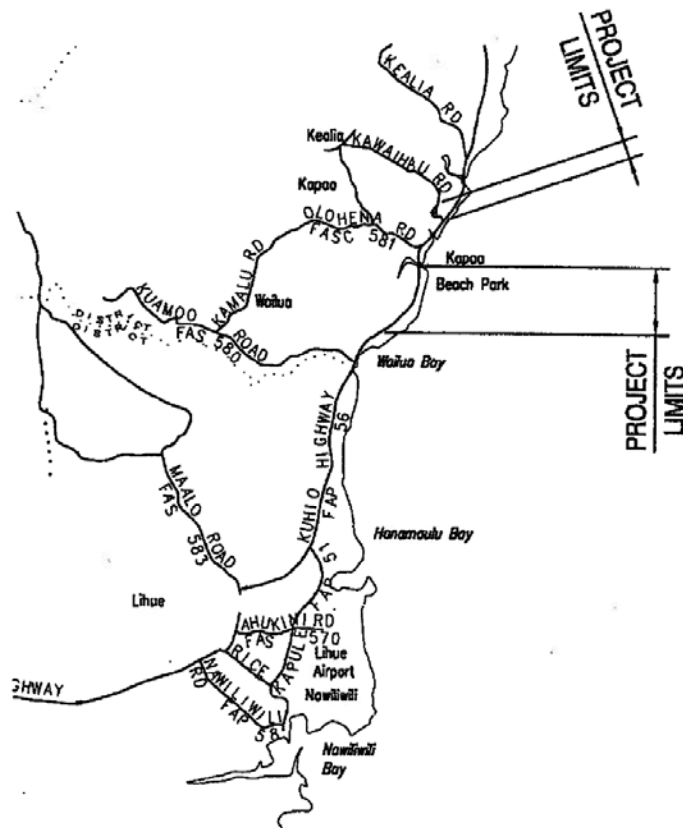 PROJECT
LIMITS
KEALIA RD
Kealia
KAWAIHAU RD
Kapaa
OLOHENA RD
FASC 581
Kapaa
Beach Park
KAMALU RD
Wailua
KUAMOO ROAD
FAS 580
DISTRICT
DISTRICT
Wailua Bay
PROJECT
LIMITS
KUHIO HIGHWAY
FAP 56
MAALO ROAD
FAS 583
Hanamaulu Bay
FAP 51
Lihue
AHUKINI RD
FAS 570
RICE
KAPULE
Lihue
Airport
Nawiliwili
GHWAY
NAWILIWILI
RD
FAP 58
Nawiliwili
Bay